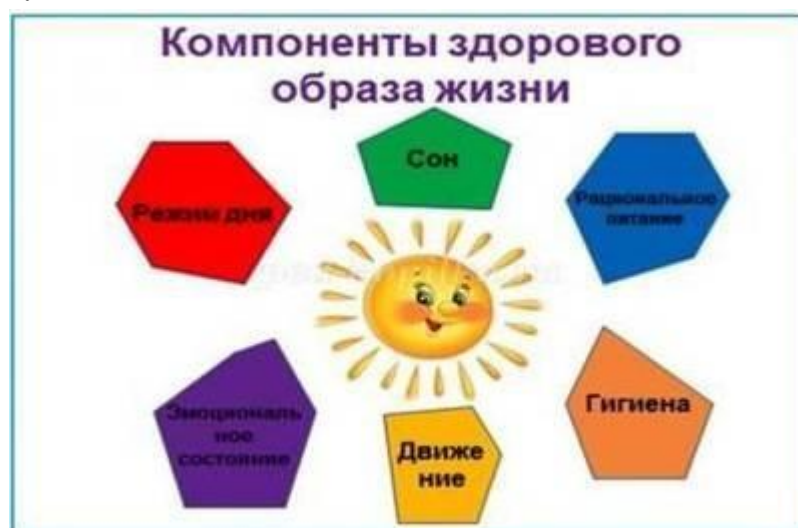 Компоненты здорового
образа жизни
Сон
Режим дня
Рациональное
питание
Эмоциональ
ное
состояние
Движе
ние
Гигиена